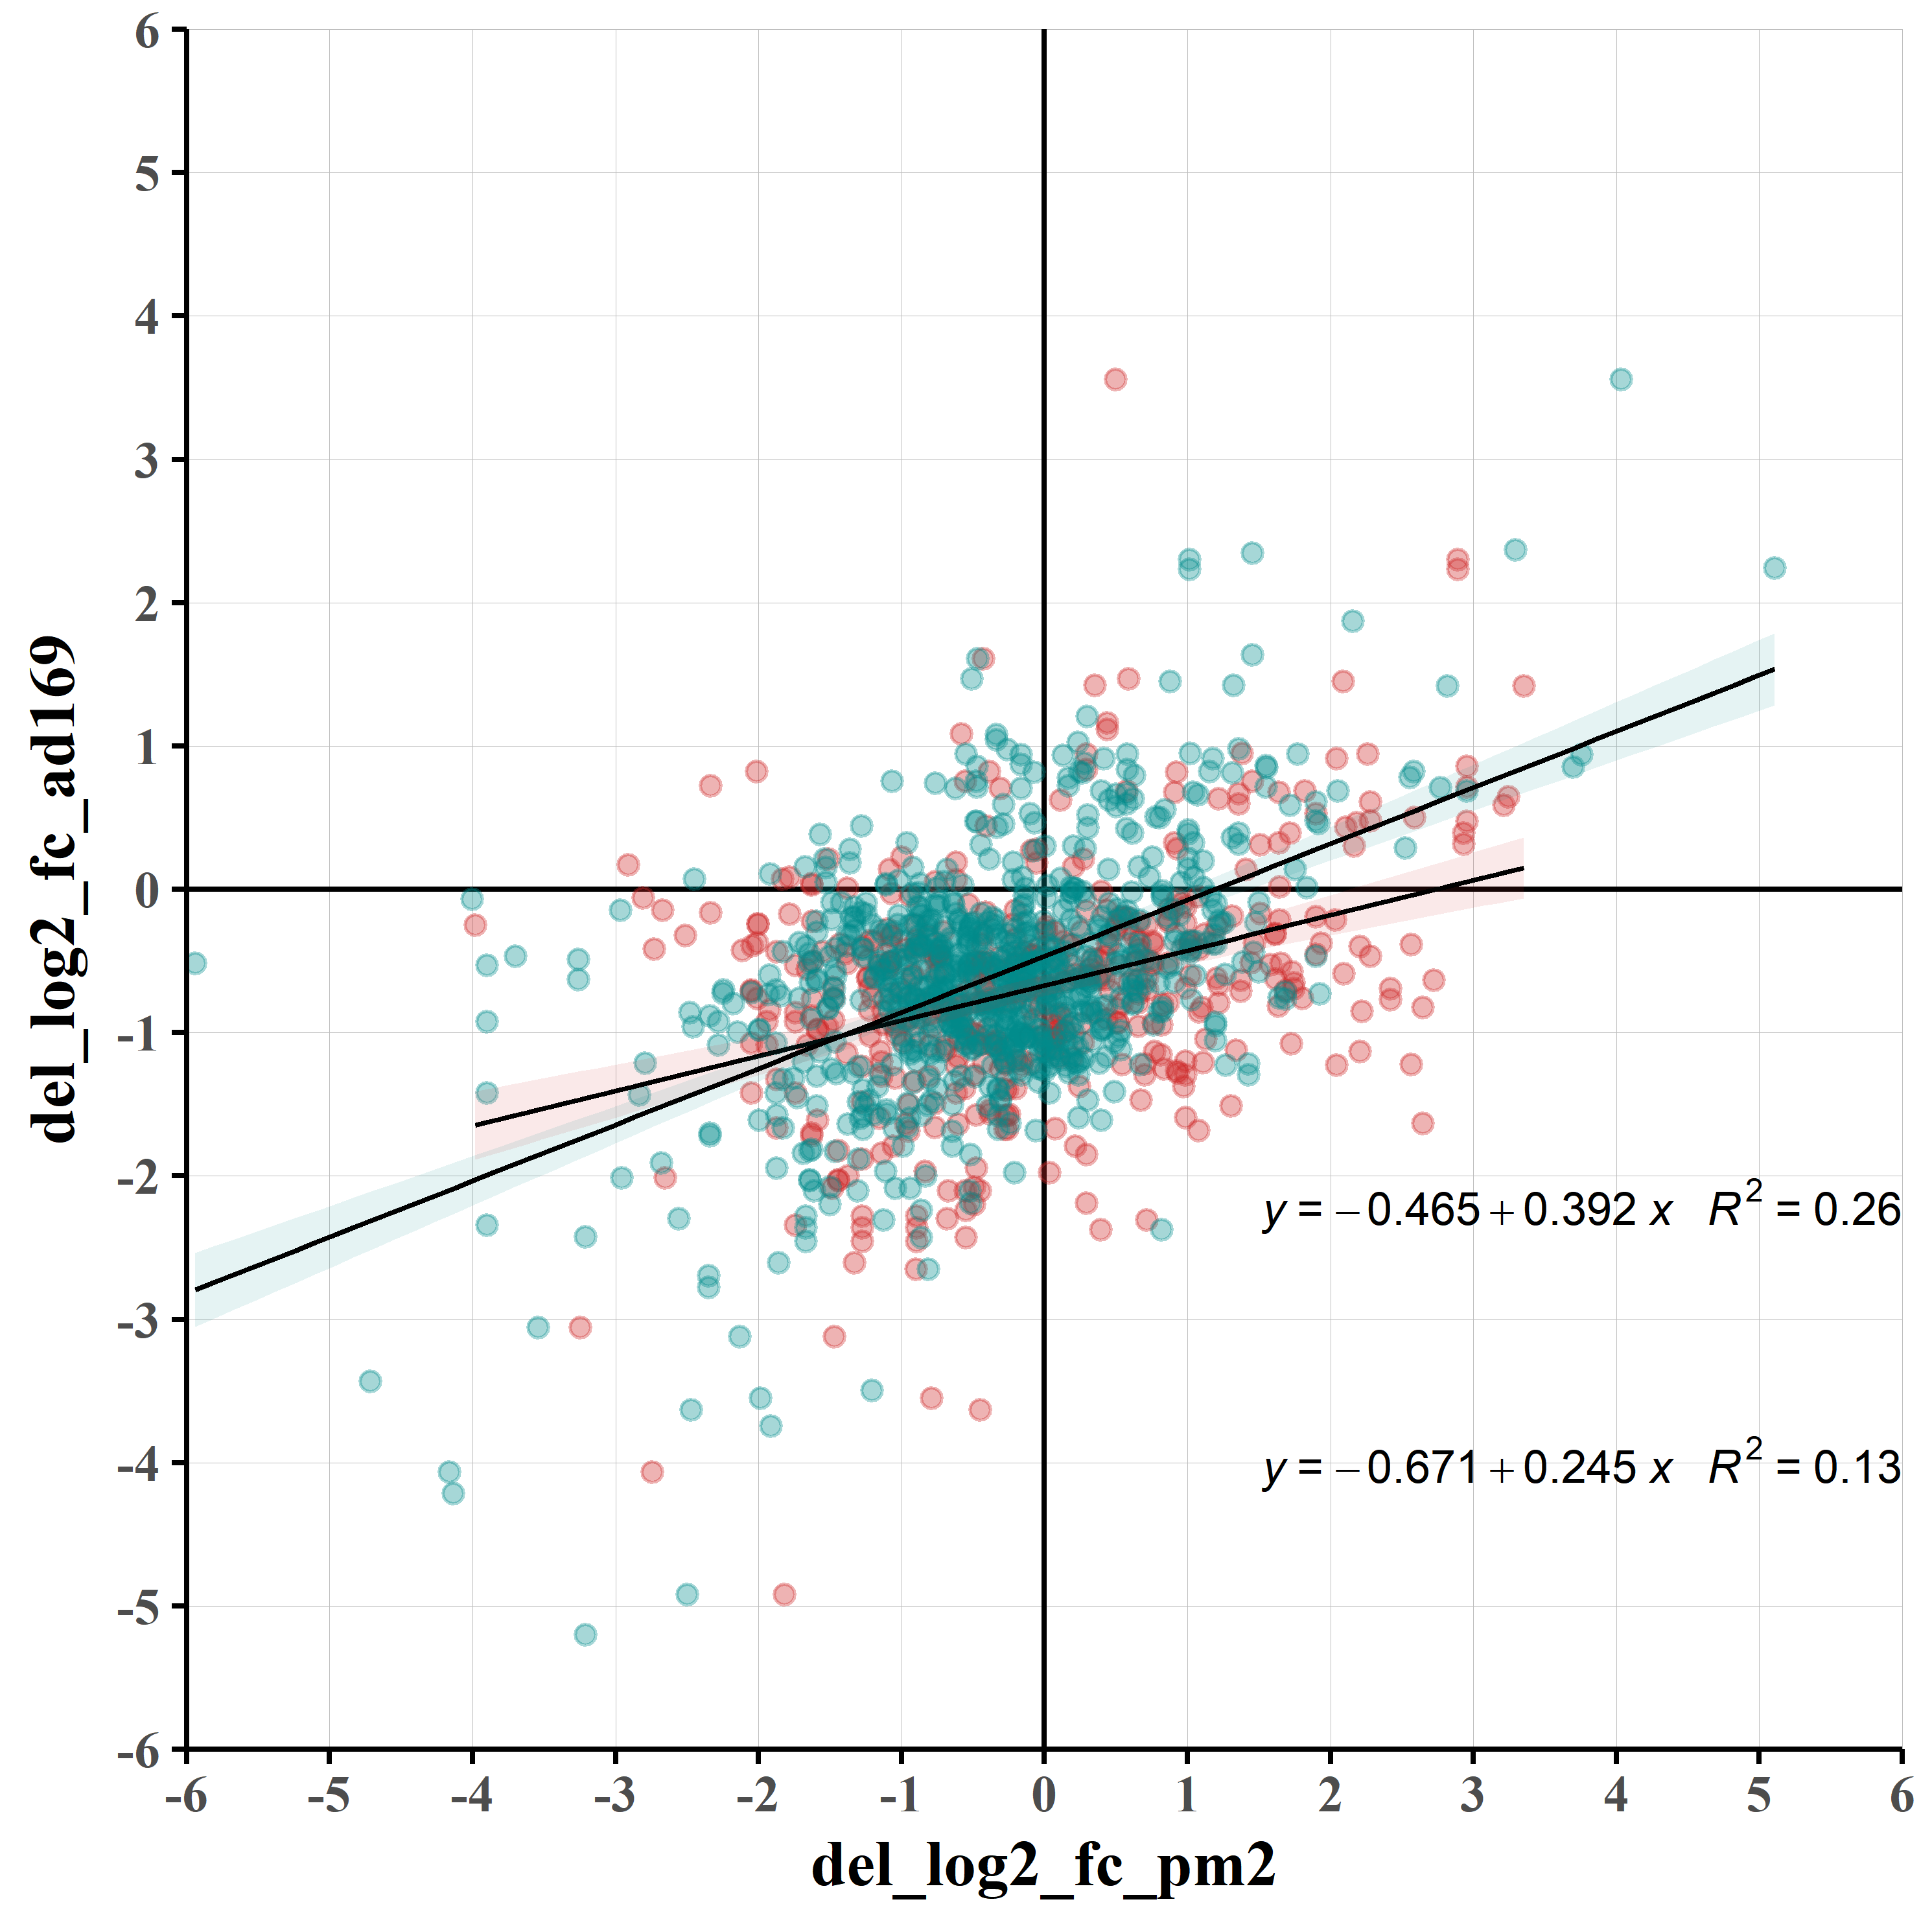 6
5
4
3
2
1
0
-1
-2
-3
-4
-5
-6
del_log2_fc_ad169
y = −0.465 + 0.392 x R² = 0.26
y = −0.671 + 0.245 x R² = 0.13
-6 -5 -4 -3 -2 -1 0 1 2 3 4 5 6
del_log2_fc_pm2